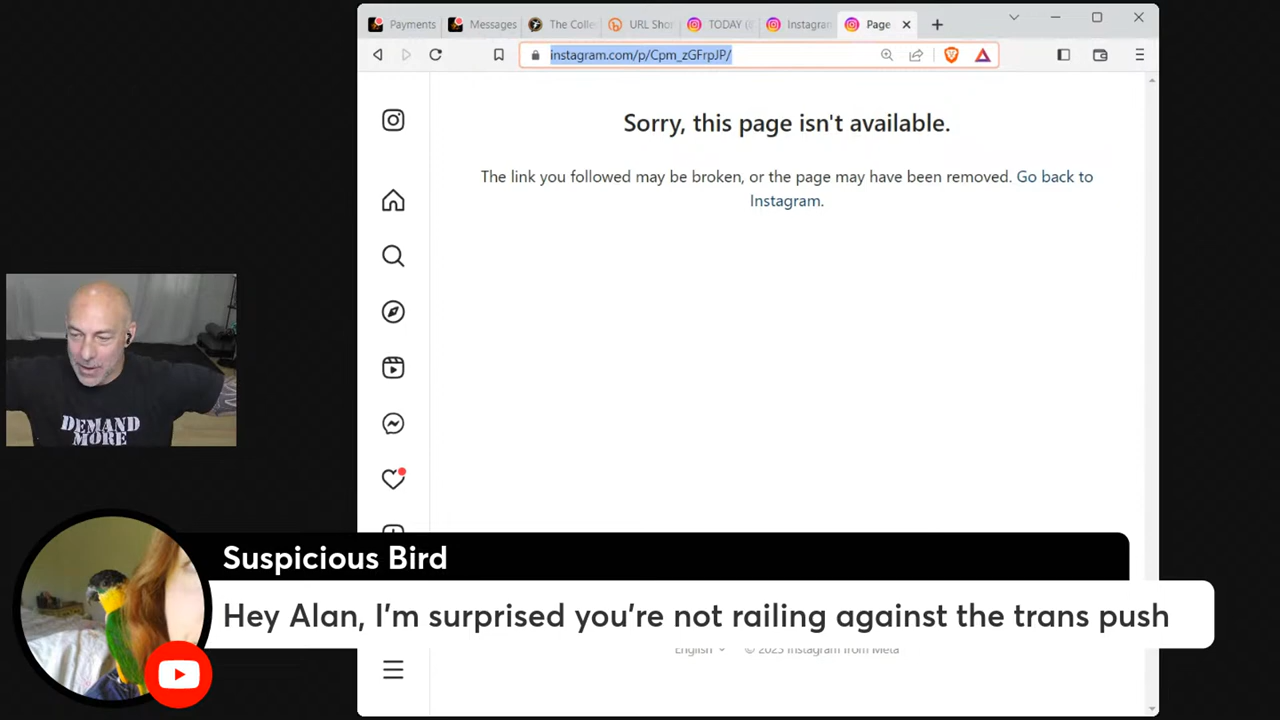 Payments
Messages
The Colle
URL Sho
TODAY (
Instagram
Page
instagram.com/p/Cpm_zGFrpJP/
Sorry, this page isn't available.
The link you followed may be broken, or the page may have been removed. Go back to
Instagram.
DEMAND
MORE
Suspicious Bird
Hey Alan, I'm surprised you're not railing against the trans push
English
© 2023 Instagram from Meta